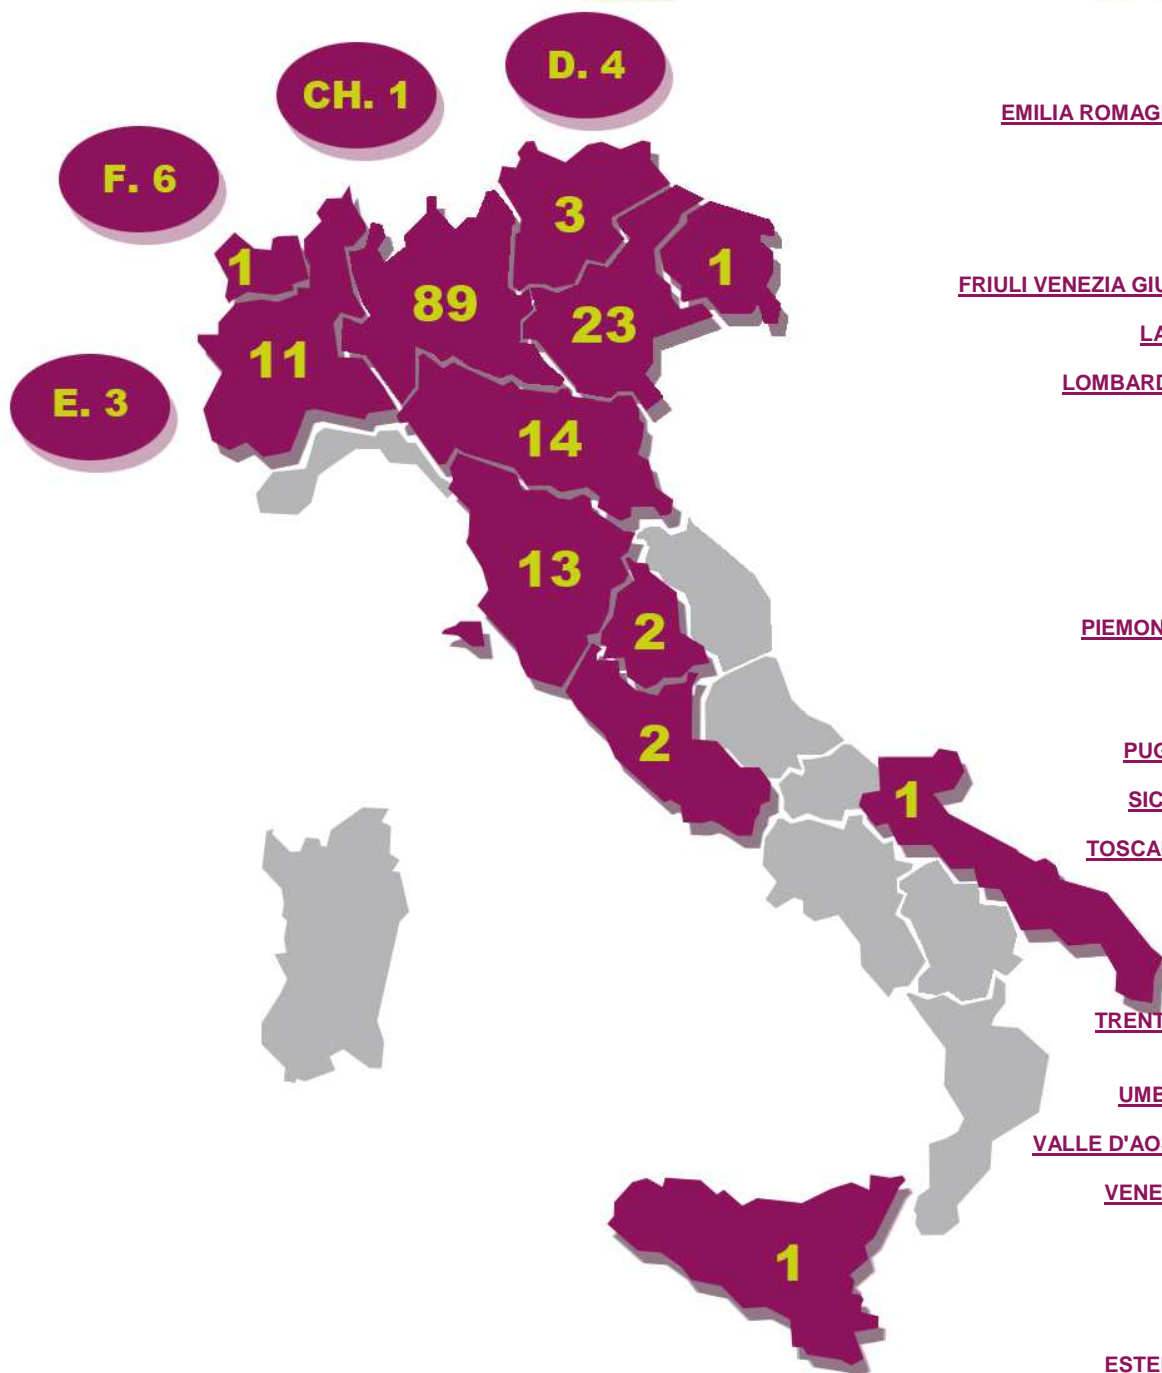 D. 4
CH. 1
EMILIA ROMAG
F. 6
3
1
1
FRIULI VENEZIA GIU
89
23
LA
11
LOMBARD
E. 3
14
13
2
PIEMON
2
PUG
1
SIC
TOSCA
TRENT
UME
VALLE D'AO
VENE
1
ESTE